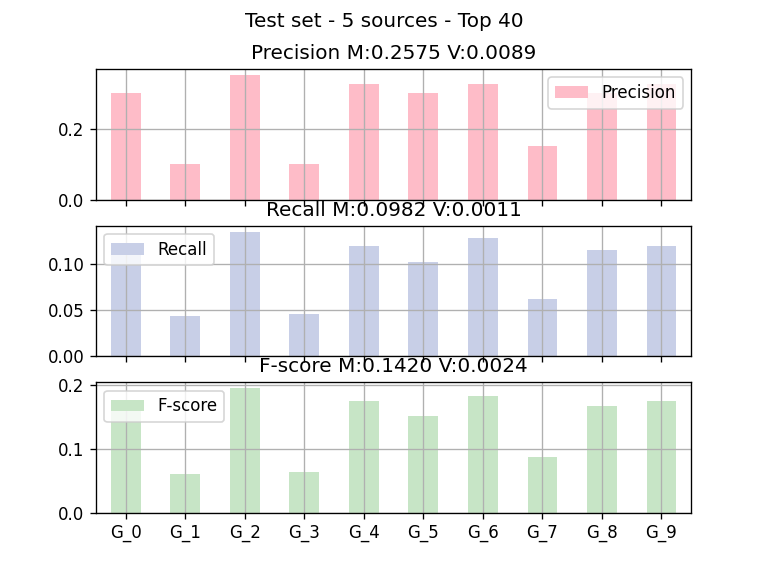 Test set - 5 sources - Top 40
Precision M:0.2575 V:0.0089
Precision
0.2
0.0
Recall M:0.0982 V:0.0011
Recall
0.10
0.05
0.00
F-score M:0.1420 V:0.0024
0.2
F-score
0.1
0.0
G_0 G_1 G_2 G_3 G_4 G_5 G_6 G_7 G_8 G_9